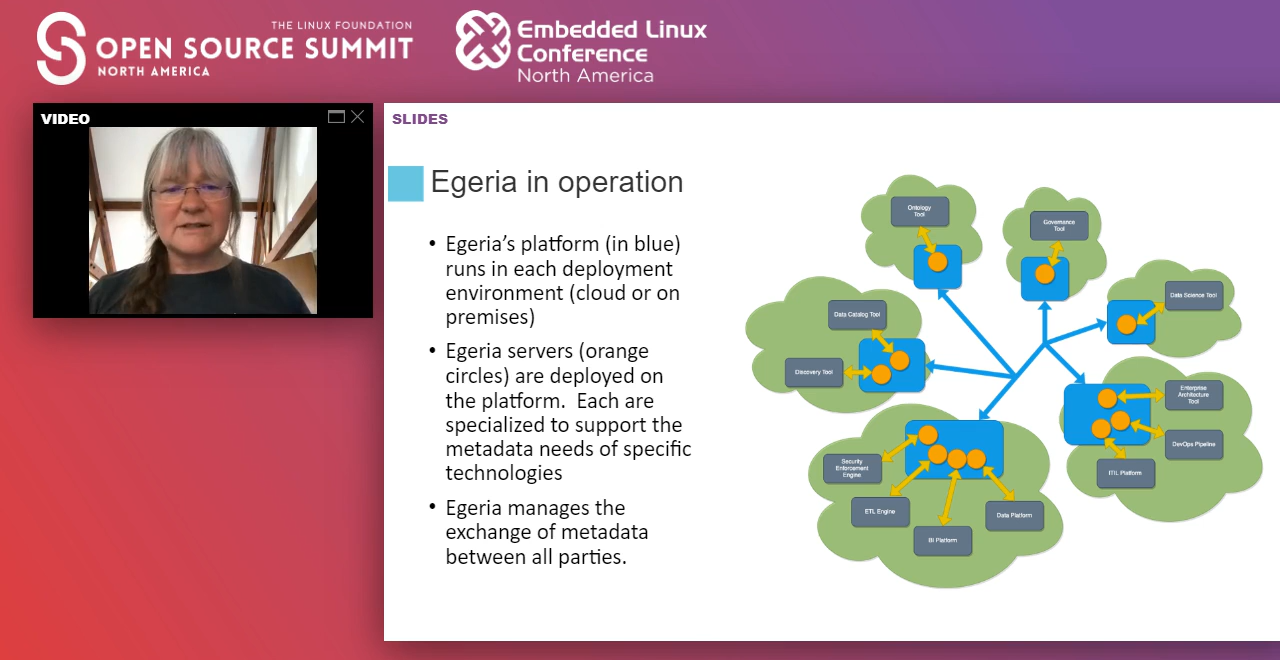 THE LINUX FOUNDATION
OPEN SOURCE SUMMIT
NORTH AMERICA
Embedded Linux
Conference
North America
VIDEO
SLIDES
Egeria in operation
• Egeria’s platform (in blue)
runs in each deployment
environment (cloud or on
premises)
• Egeria servers (orange
circles) are deployed on
the platform.  Each are
specialized to support the
metadata needs of specific
technologies
• Egeria manages the
exchange of metadata
between all parties.
Ontology
Tool
Governance
Tool
Data Science Tool
Data Catalog Tool
Discovery Tool
Enterprise
Architecture
Tool
DevOps Pipeline
ITIL Platform
Security
Enforcement
Engine
ETL Engine
BI Platform
Data Platform